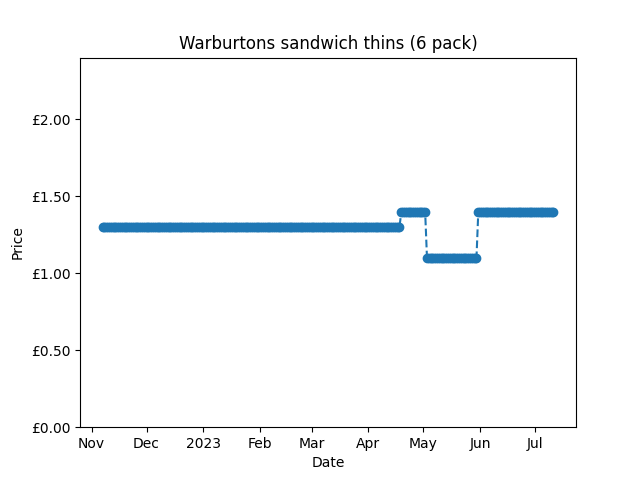 Warburtons sandwich thins (6 pack)
£2.00
£1.50
£1.00
£0.50
£0.00
Price
Nov Dec 2023 Feb Mar Apr May Jun Jul
Date